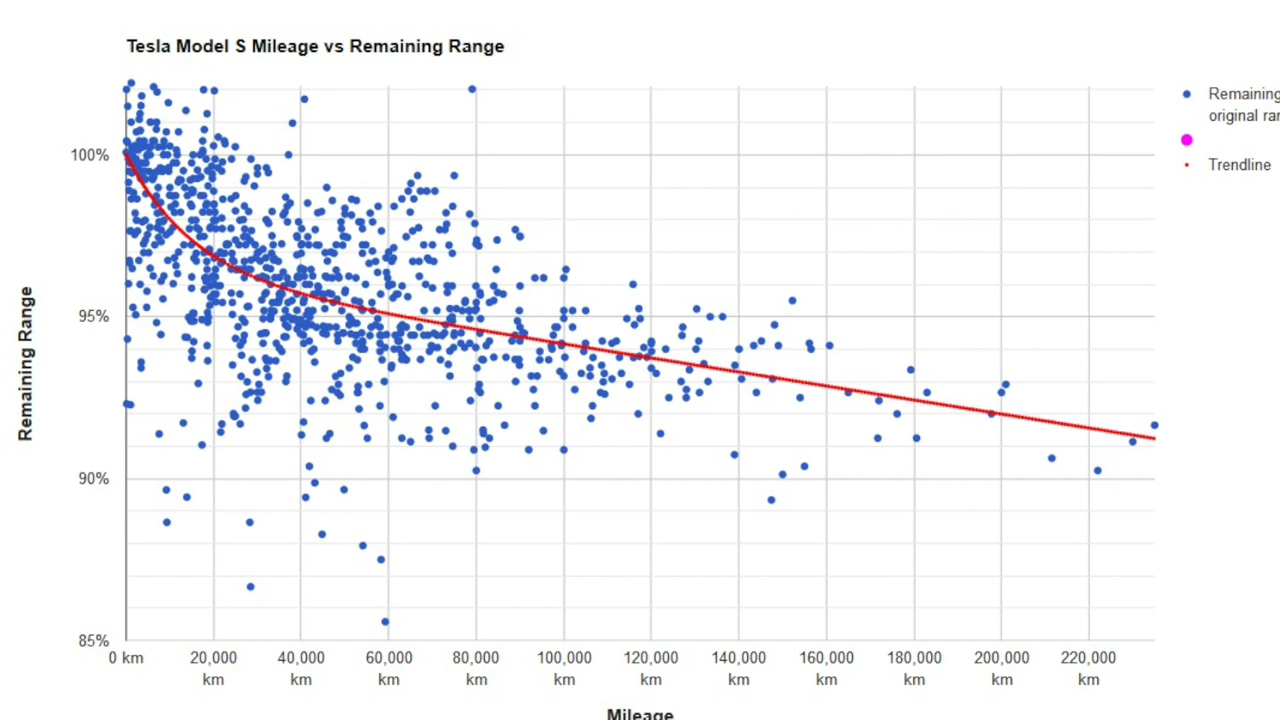 Tesla Model S Mileage vs Remaining Range
Remaining
original ran
Trendline
100%
95%
90%
85%
Remaining Range
0 km
20,000 km
40,000 km
60,000 km
80,000 km
100,000 km
120,000 km
140,000 km
160,000 km
180,000 km
200,000 km
220,000 km
Mileage